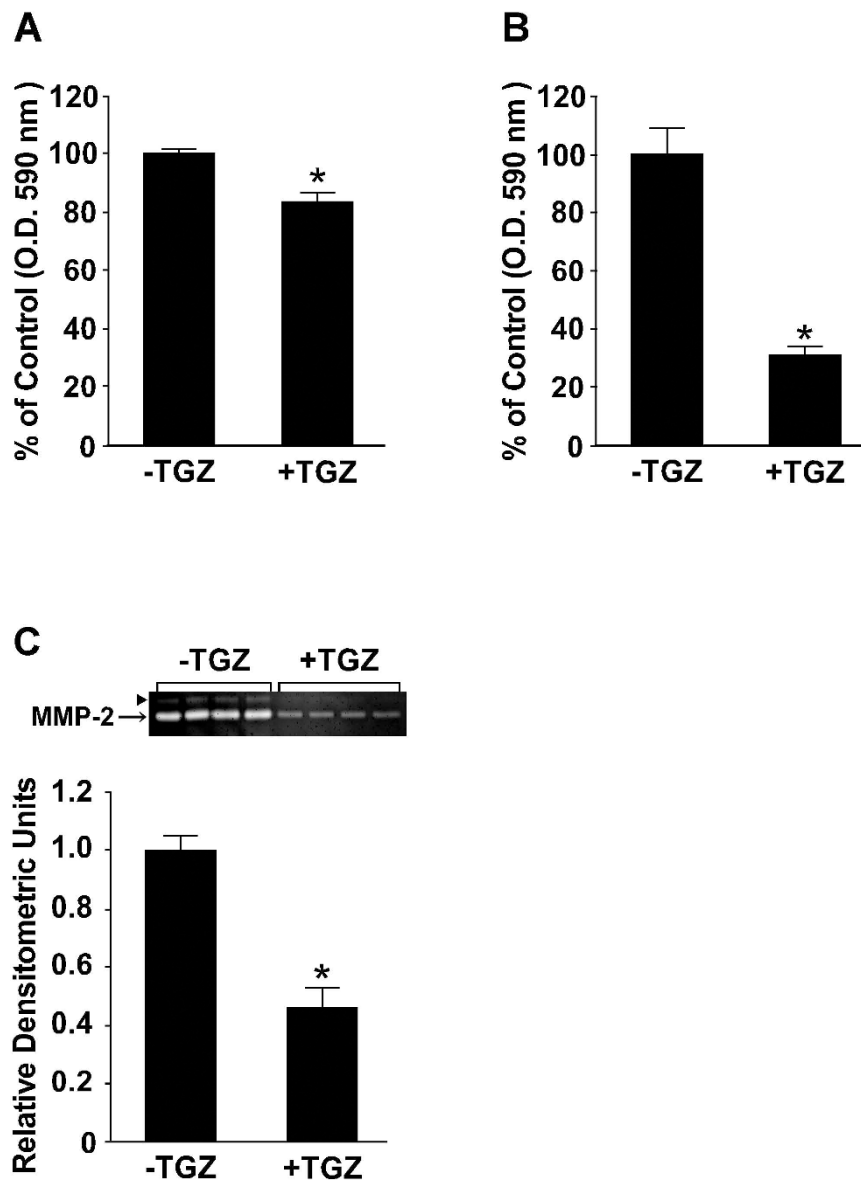 A
% of Control (O.D. 590 nm )
120
100
80
60
40
20
0
*
-TGZ +TGZ
B
% of Control (O.D. 590 nm )
120
100
80
60
40
20
0
*
-TGZ +TGZ
C
-TGZ +TGZ
MMP-2→
Relative Densitometric Units
1.2
1.0
0.8
0.6
0.4
0.2
0
*
-TGZ +TGZ